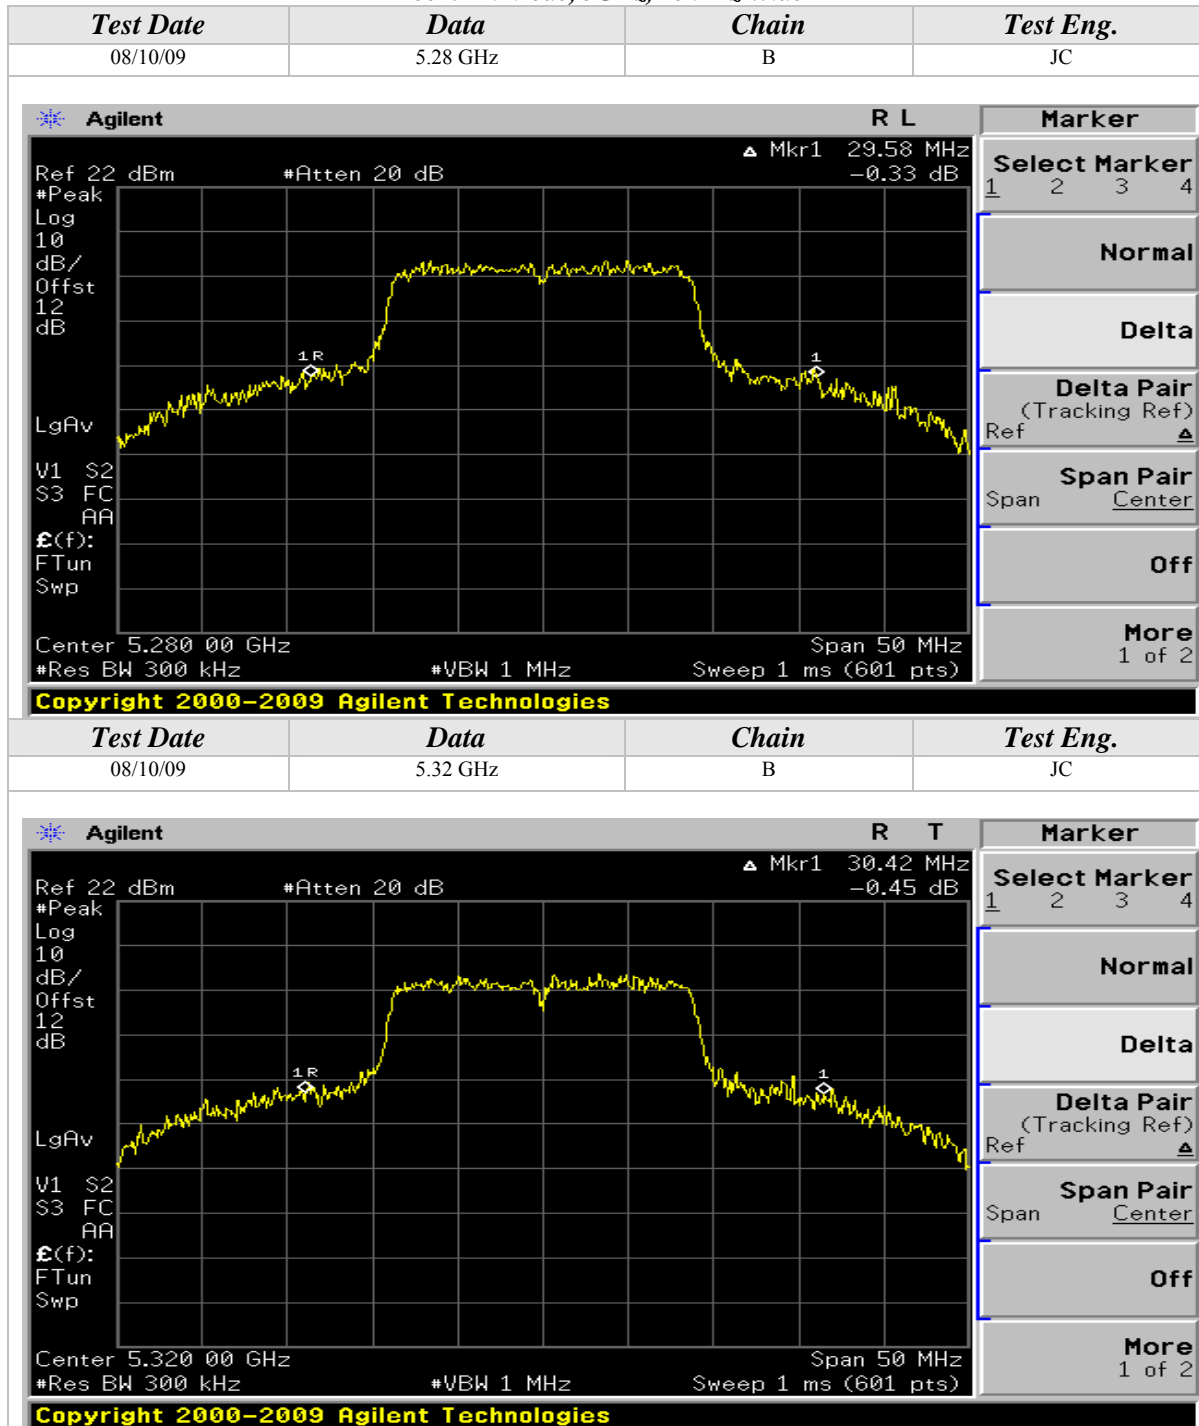 Test Date Data Chain Test Eng.
08/10/09 5.28 GHz B JC
Agilent R L Marker
Mkr1 29.58 MHz
Ref 22 dBm #Atten 20 dB -0.33 dB
#Peak
Log
10
dB/
Offst
12
dB
1R
1
LgAv
V1 S2
S3 FC
AA
£(f):
FTun
Swp
Center 5.280 00 GHz Span 50 MHz
#Res BW 300 kHz #VBW 1 MHz Sweep 1 ms (601 pts)
Select Marker
1 2 3 4
Normal
Delta
Delta Pair
(Tracking Ref)
Ref Δ
Span Pair
Span Center
Off
More
1 of 2
Copyright 2000-2009 Agilent Technologies
Test Date Data Chain Test Eng.
08/10/09 5.32 GHz B JC
Agilent R T Marker
Mkr1 30.42 MHz
Ref 22 dBm #Atten 20 dB -0.45 dB
#Peak
Log
10
dB/
Offst
12
dB
1R
1
LgAv
V1 S2
S3 FC
AA
£(f):
FTun
Swp
Center 5.320 00 GHz Span 50 MHz
#Res BW 300 kHz #VBW 1 MHz Sweep 1 ms (601 pts)
Select Marker
1 2 3 4
Normal
Delta
Delta Pair
(Tracking Ref)
Ref Δ
Span Pair
Span Center
Off
More
1 of 2
Copyright 2000-2009 Agilent Technologies